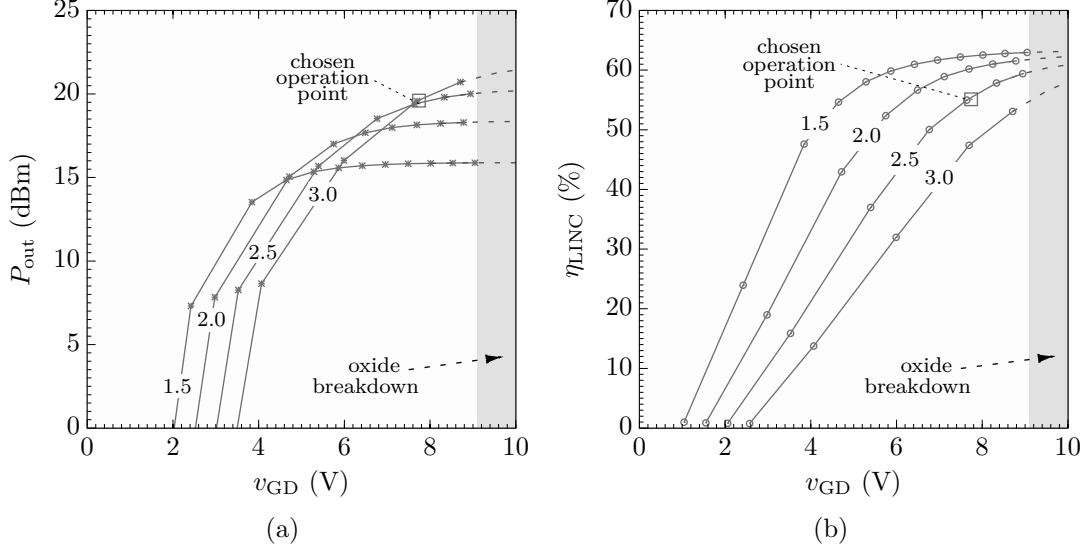 25
20
15
10
5
0
0 2 4 6 8 10
P_out (dBm)
v_GD (V)
chosen
operation
point
3.0
2.5
2.0
1.5
oxide
breakdown
(a)
70
60
50
40
30
20
10
0
0 2 4 6 8 10
η_LINC (%)
v_GD (V)
chosen
operation
point
1.5
2.0
2.5
3.0
oxide
breakdown
(b)